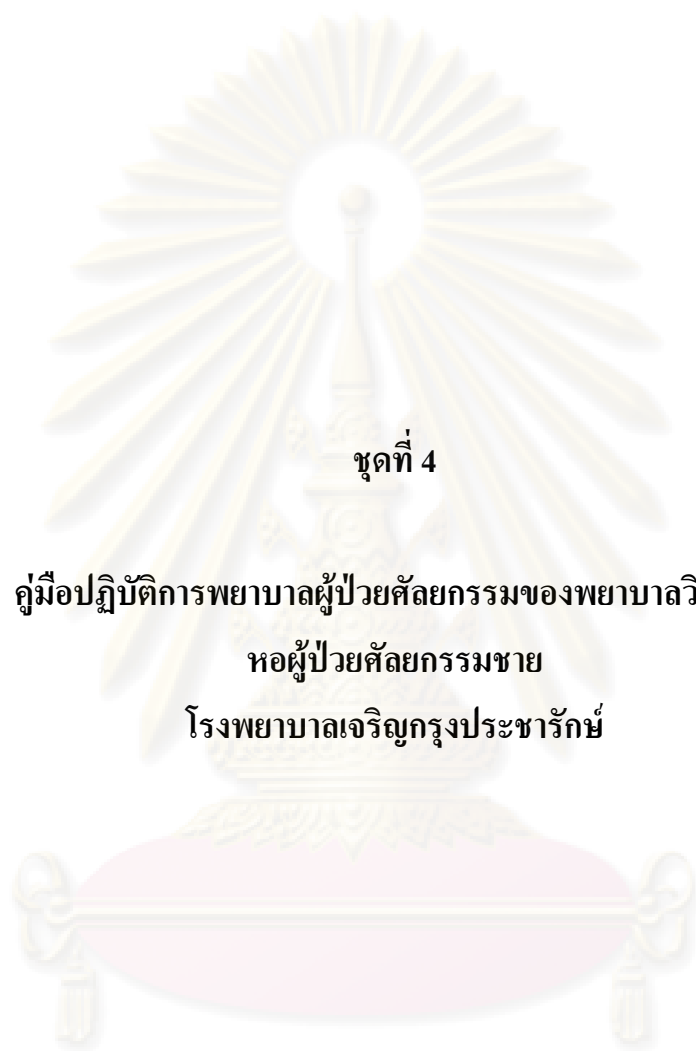 ชุดที่ 4
คู่มือปฏิบัติการพยาบาลผู้ป่วยศัลยกรรมของพยาบาลวิ
หอผู้ป่วยศัลยกรรมชาย
โรงพยาบาลเจริญกรุงประชารักษ์